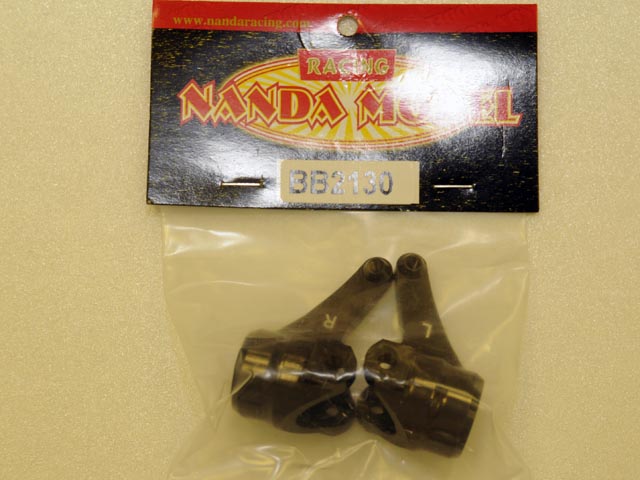 www.nandaracing.com
RACING
NANDA MODEL
BB2130
R
L